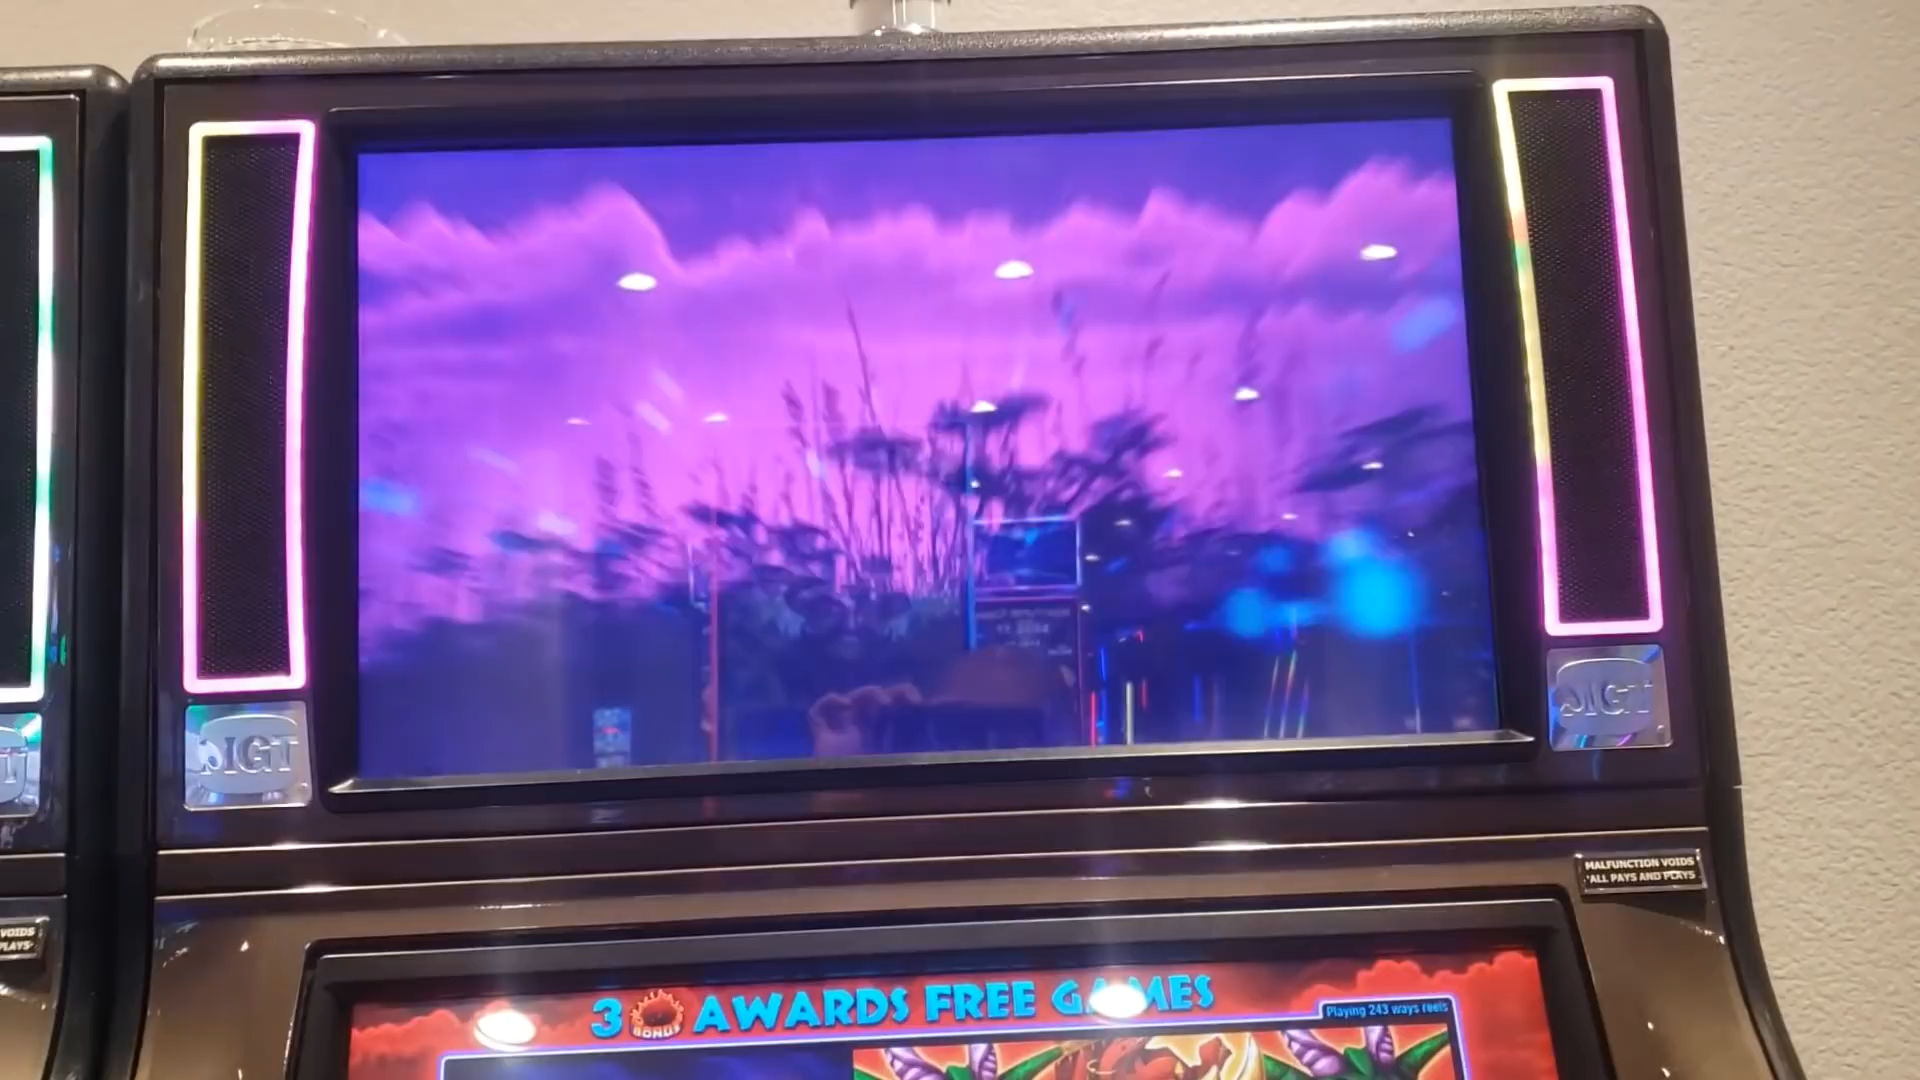 IGT
IGT
MALFUNCTION VOIDS
ALL PAYS AND PLAYS
VOIDS
PLAYS
3 BONUS AWARDS FREE GAMES
Playing 243 ways reels